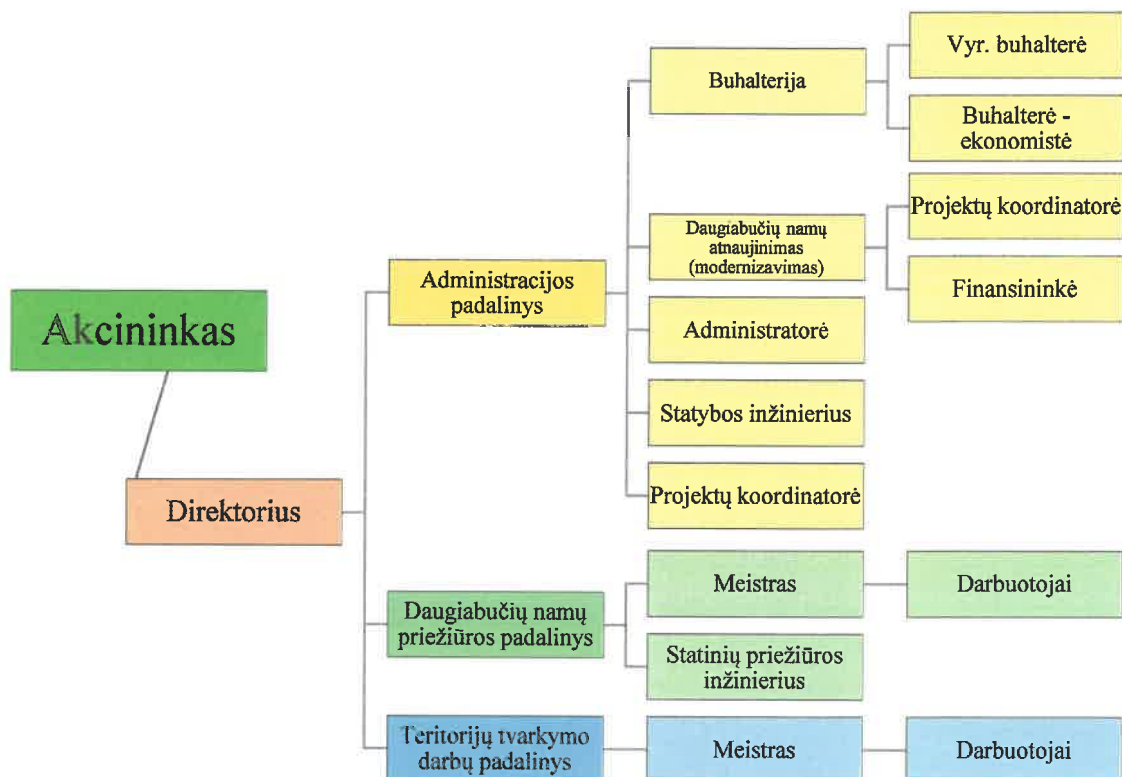 Akcininkas
Direktorius
Administracijos
padalinys
Buhalterija
Vyr. buhalterė
Buhalterė -
ekonomistė
Daugiabučių namų
atnaujinimas
(modernizavimas)
Projektų koordinatorė
Finansininkė
Administratorė
Statybos inžinierius
Projektų koordinatorė
Daugiabučių namų
priežiūros padalinys
Meistras
Darbuotojai
Statinių priežiūros
inžinierius
Teritorijų tvarkymo
darbų padalinys
Meistras
Darbuotojai